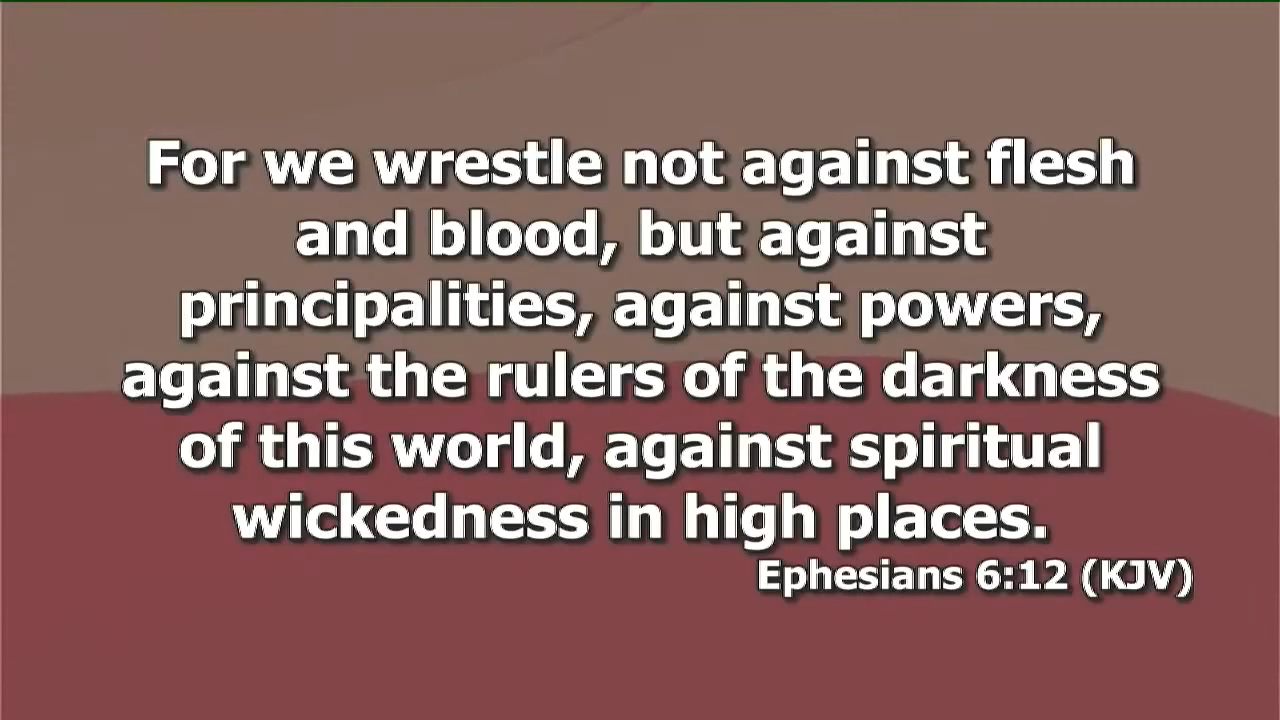 For we wrestle not against flesh
and blood, but against
principalities, against powers,
against the rulers of the darkness
of this world, against spiritual
wickedness in high places.
Ephesians 6:12 (KJV)